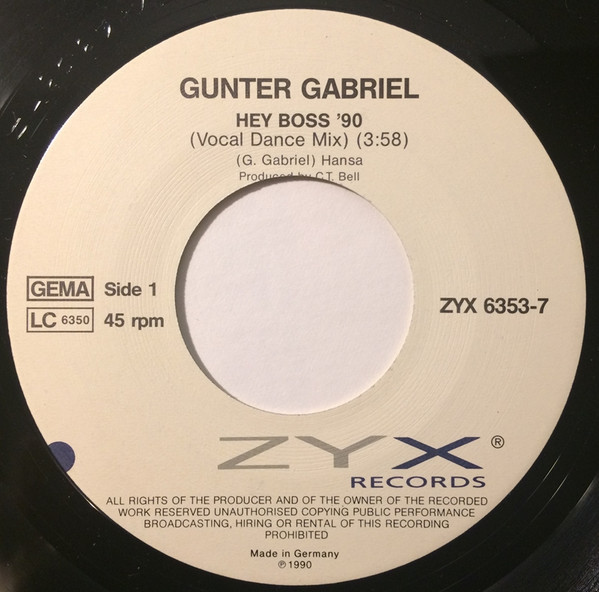 GUNTER GABRIEL
HEY BOSS '90
(Vocal Dance Mix) (3:58)
(G. Gabriel) Hansa
Produced by C.T. Bell
GEMA Side 1
LC 6350 45 rpm
ZYX 6353-7
ZYX ®
RECORDS
ALL RIGHTS OF THE PRODUCER AND OF THE OWNER OF THE RECORDED
WORK RESERVED UNAUTHORISED COPYING PUBLIC PERFORMANCE
BROADCASTING, HIRING OR RENTAL OF THIS RECORDING
PROHIBITED
Made in Germany
℗ 1990